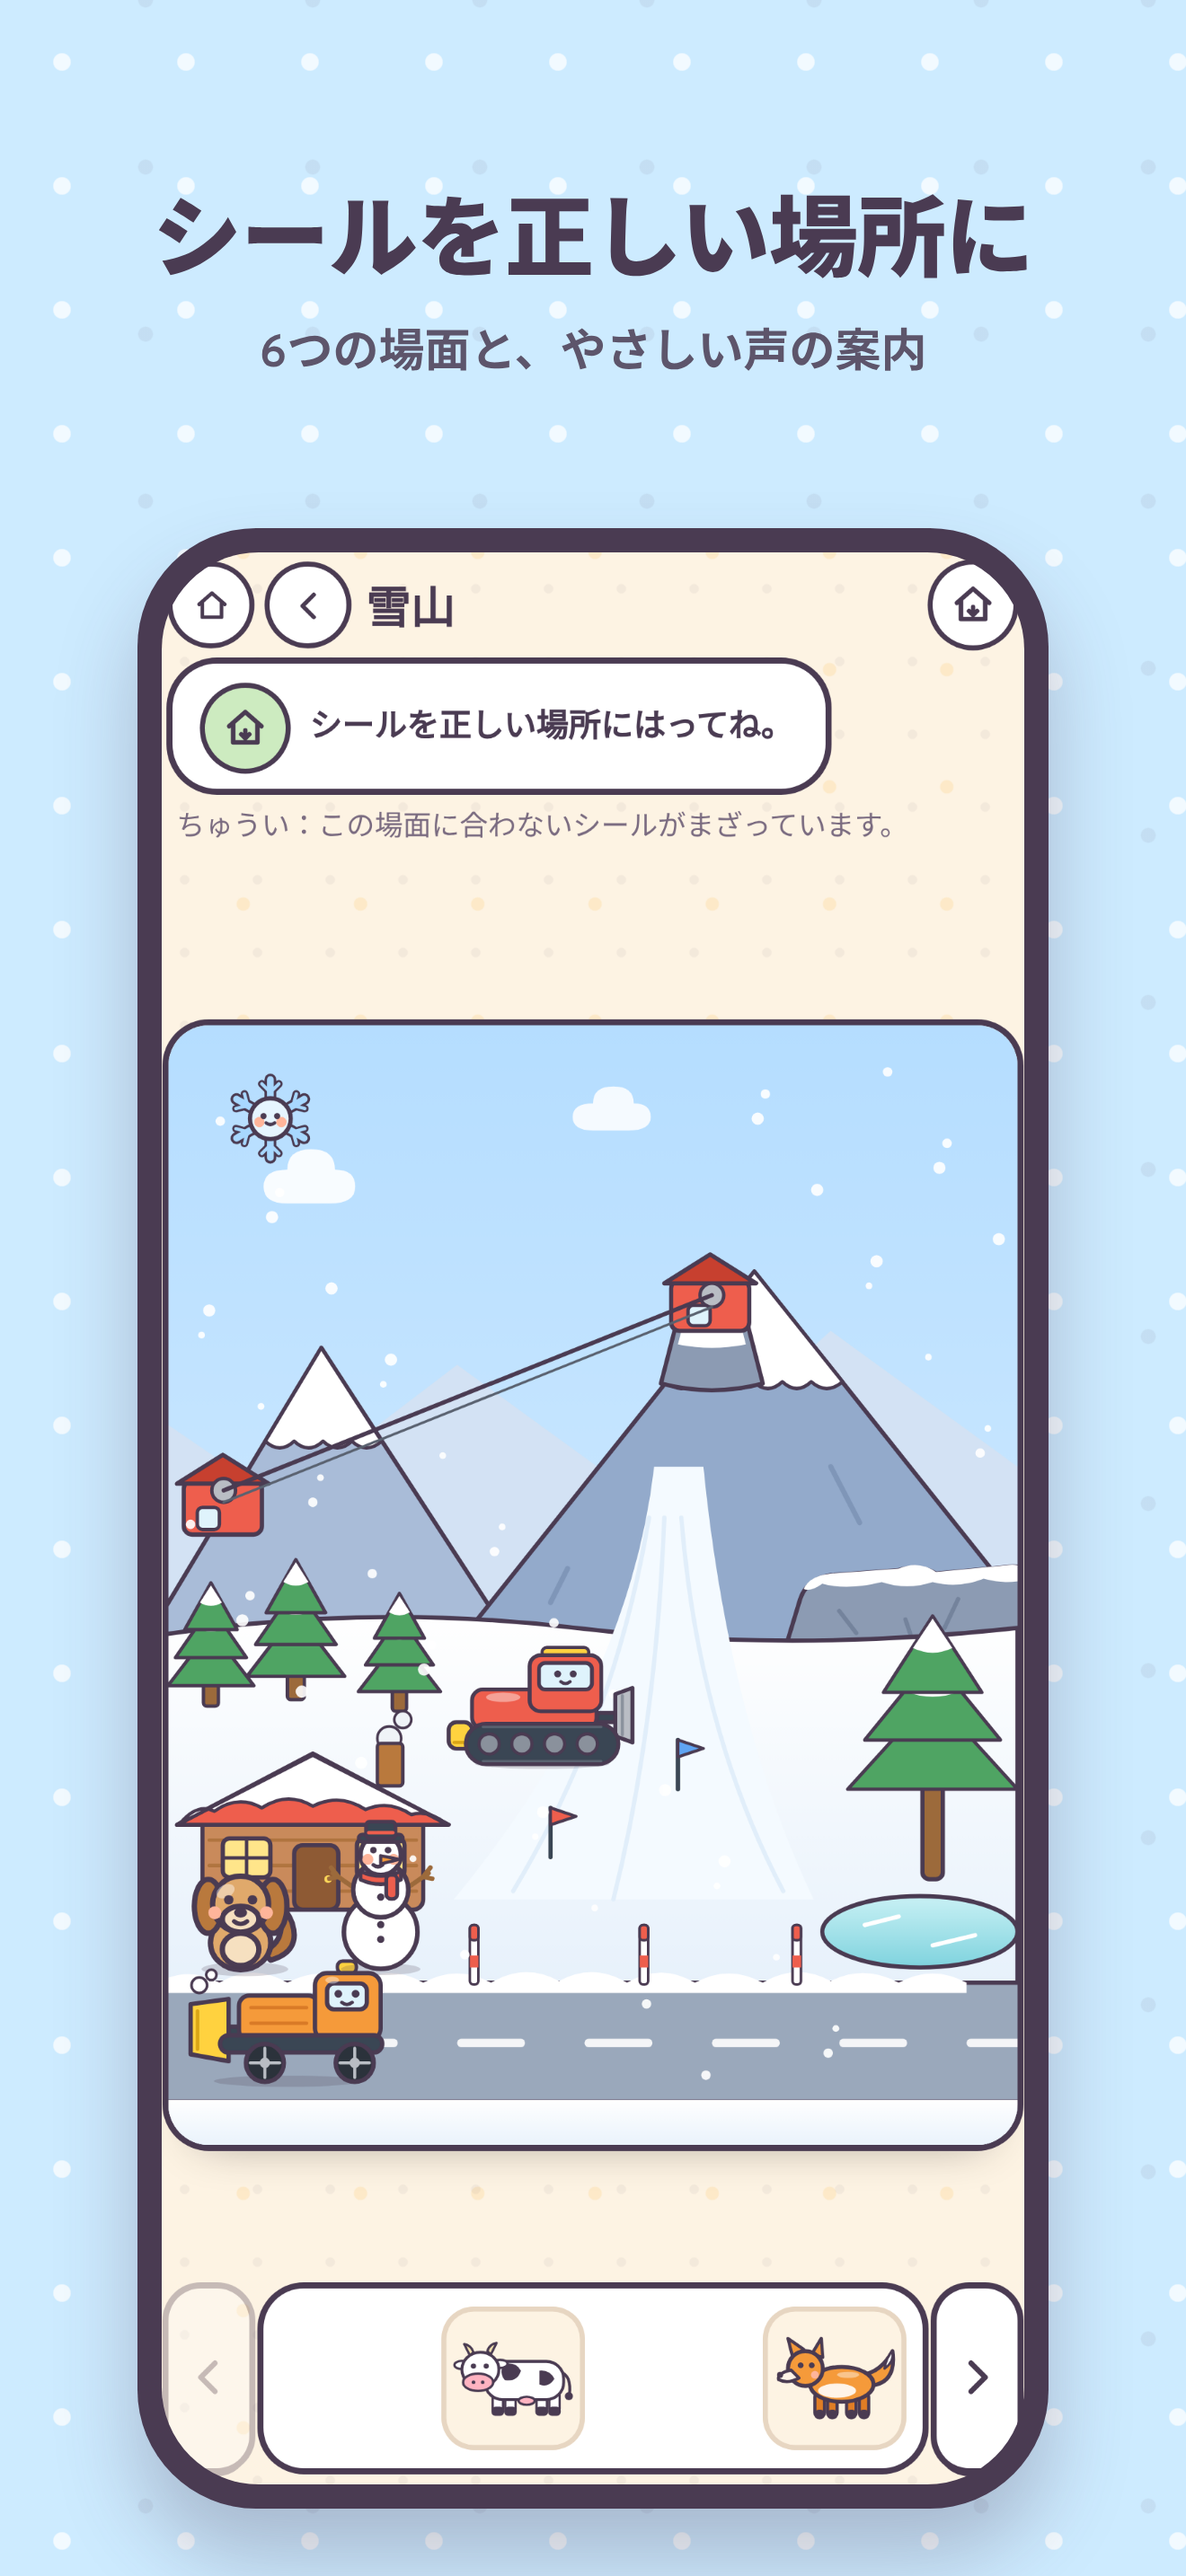 シールを正しい場所に
6つの場面と、やさしい声の案内
雪山
シールを正しい場所にはってね。
ちゅうい：この場面に合わないシールがまざっています。